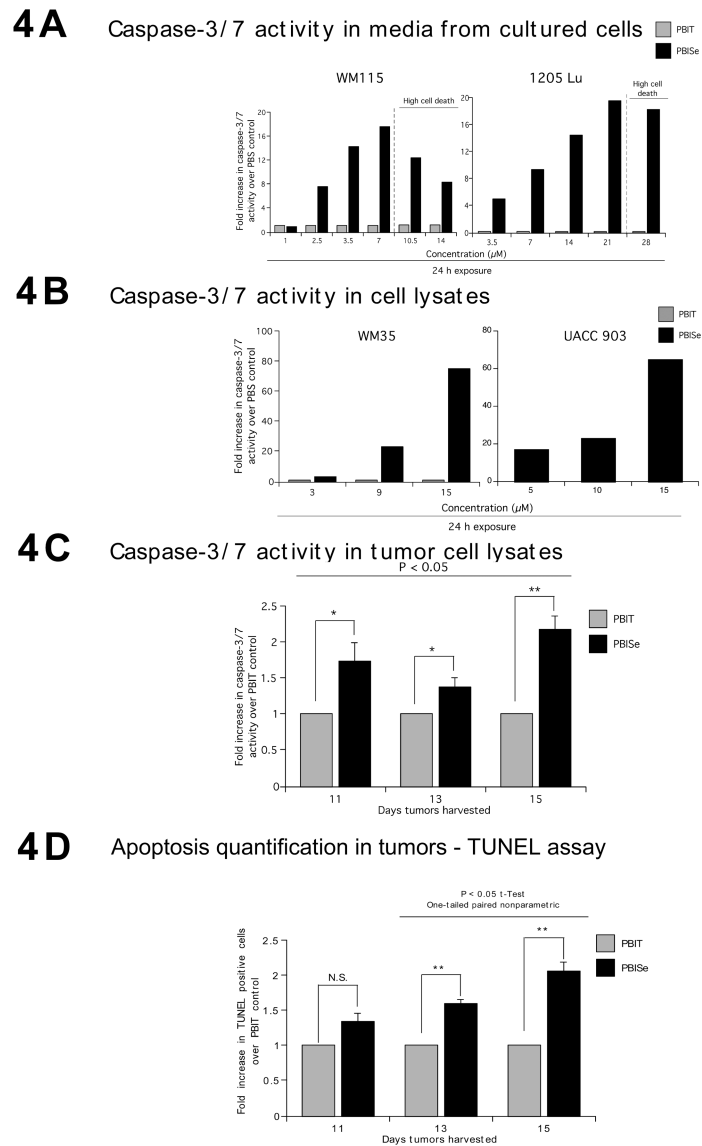 4A Caspase-3/7 activity in media from cultured cells
PBIT
PBISe
WM115
1205 Lu
High cell death
High cell
death
Fold increase in caspase-3/7
activity over PBS control
20
16
12
8
4
0
20
16
12
8
4
0
1 2.5 3.5 7 10.5 14
3.5 7 14 21 28
Concentration (μM)
24 h exposure
4B Caspase-3/7 activity in cell lysates
PBIT
PBISe
WM35
UACC 903
Fold increase in caspase-3/7
activity over PBS control
100
80
60
40
20
0
80
60
40
20
0
3 9 15
5 10 15
Concentration (μM)
24 h exposure
4C Caspase-3/7 activity in tumor cell lysates
P < 0.05
* * **
PBIT
PBISe
Fold increase in caspase-3/7
activity over PBIT control
2.5
2
1.5
1
0.5
0
11 13 15
Days tumors harvested
4D Apoptosis quantification in tumors - TUNEL assay
P < 0.05 t-Test
One-tailed paired nonparametric
N.S. ** **
PBIT
PBISe
Fold increase in TUNEL positive cells
over PBIT control
2.5
2
1.5
1
0.5
0
11 13 15
Days tumors harvested